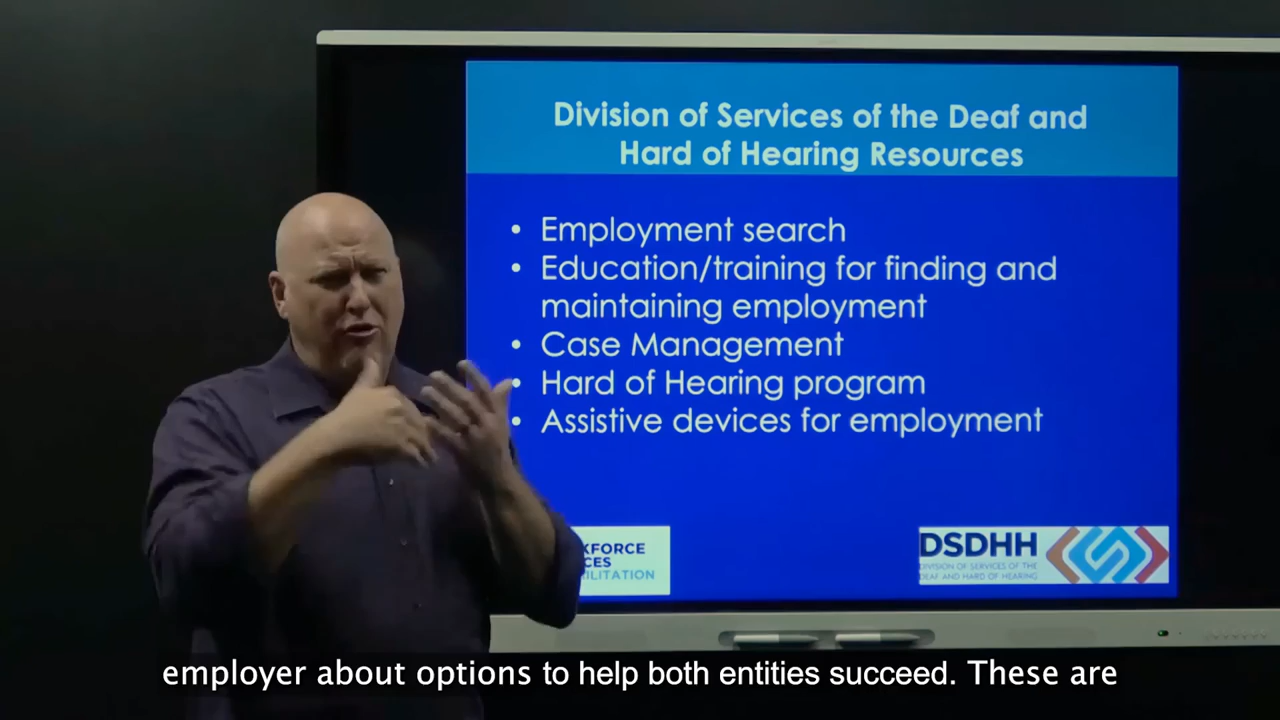 Division of Services of the Deaf and
Hard of Hearing Resources
• Employment search
• Education/training for finding and
maintaining employment
• Case Management
• Hard of Hearing program
• Assistive devices for employment
KFORCE
CES
ILITATION
DSDHH
DIVISION OF SERVICES OF THE
DEAF AND HARD OF HEARING
employer about options to help both entities succeed. These are